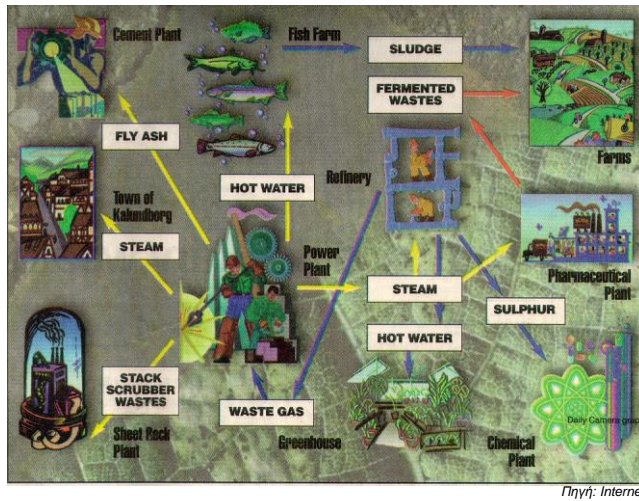 Cement Plant
Fish Farm
SLUDGE
FERMENTED
WASTES
Farms
FLY ASH
Refinery
HOT WATER
Town of
Kalundborg
STEAM
Power
Plant
STEAM
Pharmaceutical
Plant
SULPHUR
HOT WATER
STACK
SCRUBBER
WASTES
WASTE GAS
Sheet Rock
Plant
Greenhouse
Chemical
Plant
Daily Camera grap
Πηγή: Interne